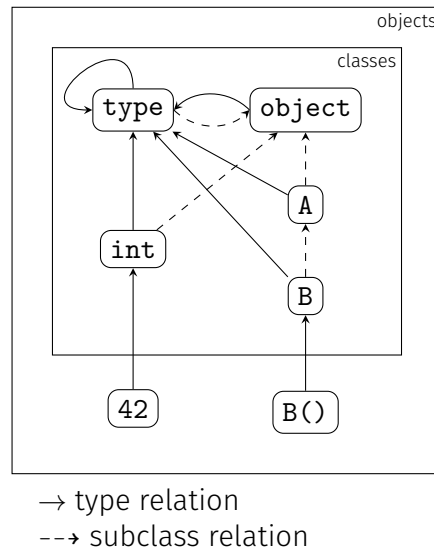 objects
classes
type object
A
int
B
42 B()
→ type relation
--→ subclass relation